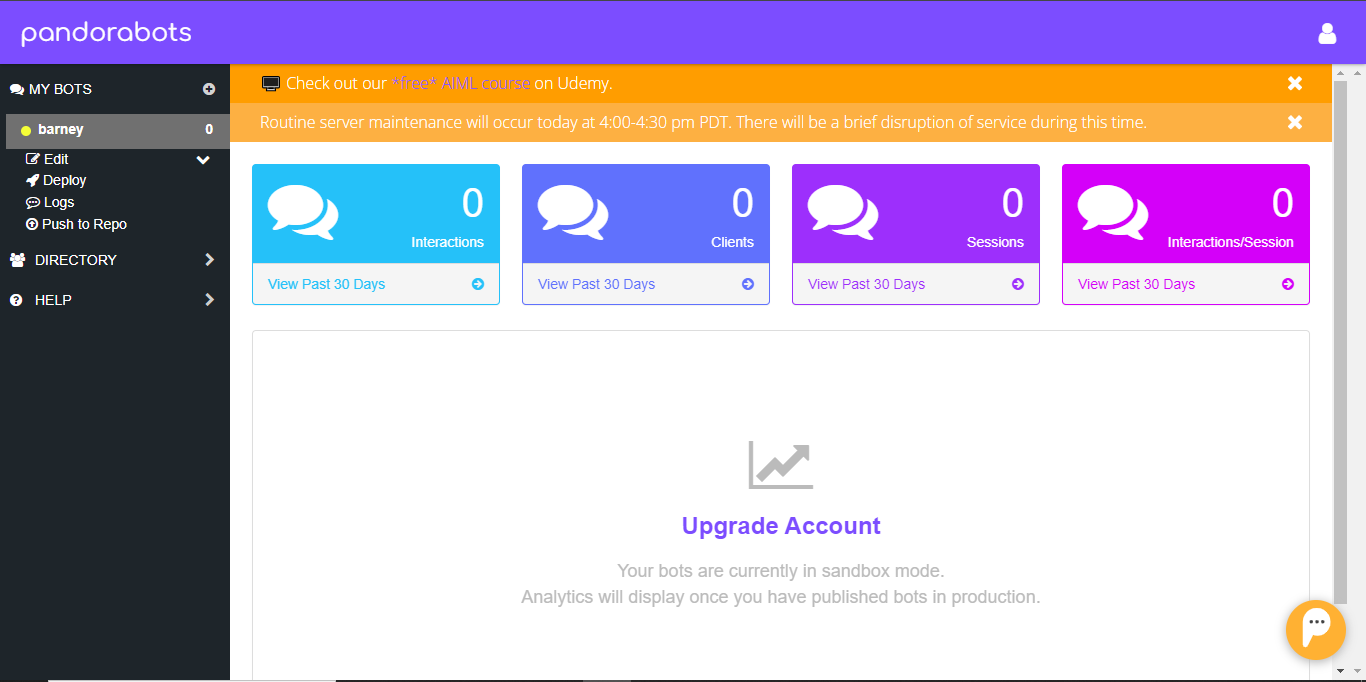 pandorabots
MY BOTS
barney 0
Edit
Deploy
Logs
Push to Repo
DIRECTORY
HELP
Check out our *free* AIML course on Udemy.
Routine server maintenance will occur today at 4:00-4:30 pm PDT. There will be a brief disruption of service during this time.
0
Interactions
View Past 30 Days
0
Clients
View Past 30 Days
0
Sessions
View Past 30 Days
0
Interactions/Session
View Past 30 Days
Upgrade Account
Your bots are currently in sandbox mode.
Analytics will display once you have published bots in production.